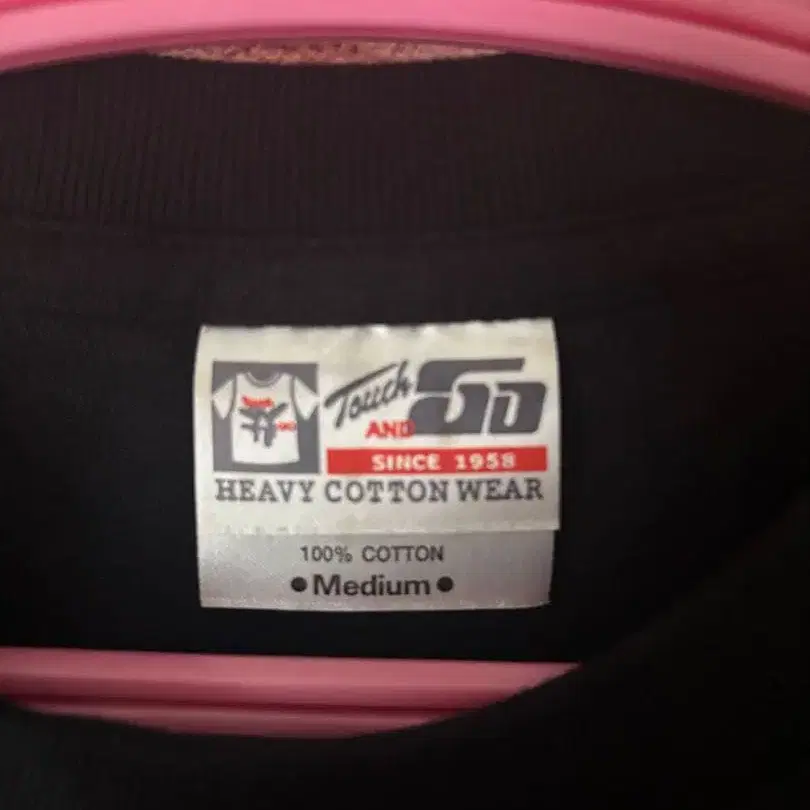 Touch
AND GO
SINCE 1958
HEAVY COTTON WEAR
100% COTTON
•Medium•